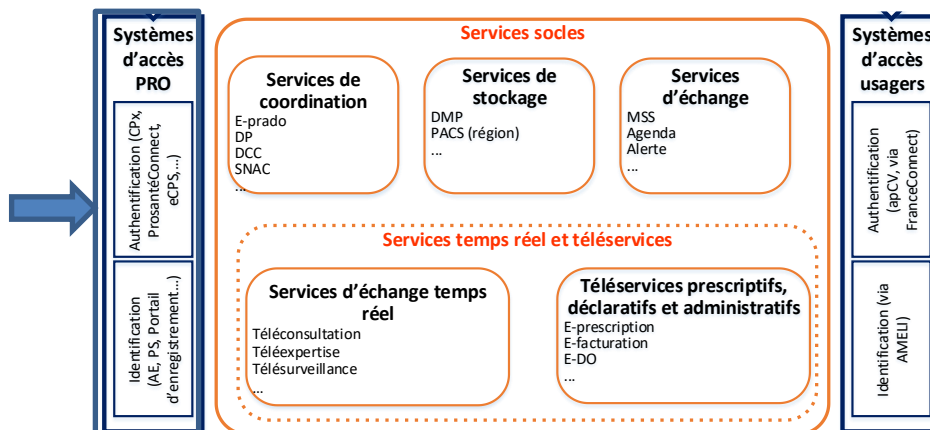 Systèmes
d'accès
PRO
Authentification (CPx,
ProsantéConnect,
eCPS,...)
Identification
(AE, PS, Portail
d'enregistrement...)
Services socles
Services de
coordination
E-prado
DP
DCC
SNAC
...
Services de
stockage
DMP
PACS (région)
...
Services
d'échange
MSS
Agenda
Alerte
...
Services temps réel et téléservices
Services d'échange temps
réel
Téléconsultation
Téléexpertise
Télésurveillance
...
Téléservices prescriptifs,
déclaratifs et administratifs
E-prescription
E-facturation
E-DO
...
Systèmes
d'accès
usagers
Authentification
(apCV, via
FranceConnect)
Identification (via
AMELI)